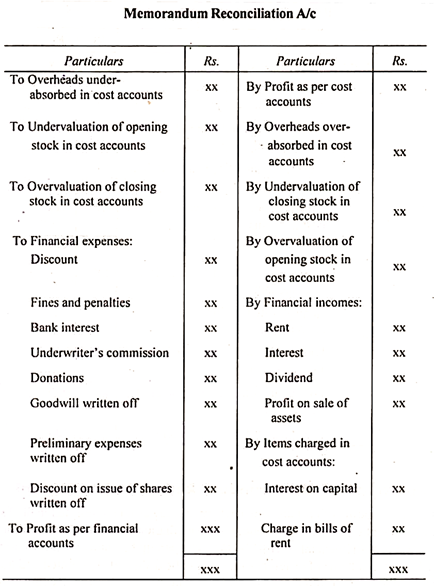 Memorandum Reconciliation A/c
Particulars Rs. Particulars Rs.
To Overheads under-
absorbed in cost accounts xx
By Profit as per cost xx
accounts
To Undervaluation of opening xx
stock in cost accounts
By Overheads over-
absorbed in cost
accounts xx
To Overvaluation of closing xx
stock in cost accounts
By Undervaluation of
closing stock in
cost accounts xx
To Financial expenses:
By Overvaluation of
opening stock in xx
cost accounts
Discount xx
By Financial incomes:
Fines and penalties xx
Bank interest xx
Rent xx
Underwriter's commission xx
Interest xx
Donations xx
Dividend xx
Goodwill written off xx
Profit on sale of xx
assets
Preliminary expenses xx
written off
By Items charged in
cost accounts:
Discount on issue of shares xx
written off
Interest on capital xx
To Profit as per financial xxx
accounts
Charge in bills of xx
rent
xxx xxx